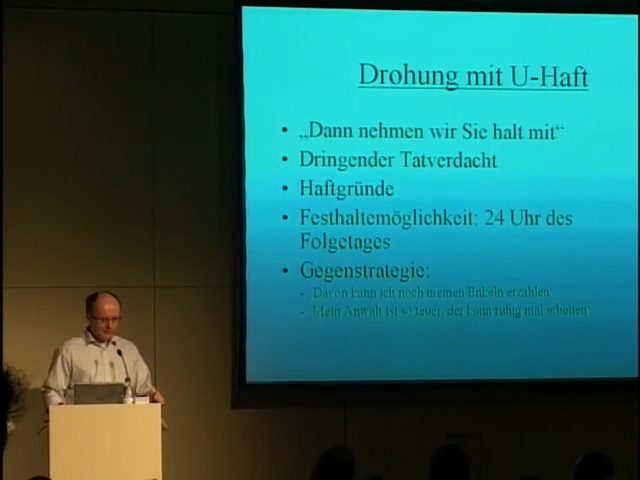 Drohung mit U-Haft
• „Dann nehmen wir Sie halt mit“
• Dringender Tatverdacht
• Haftgründe
• Festhaltemöglichkeit: 24 Uhr des
Folgetages
• Gegenstrategie:
- „Davon kann ich noch meinen Enkeln erzählen“
- „Mein Anwalt ist so teuer, der kann ruhig mal arbeiten“